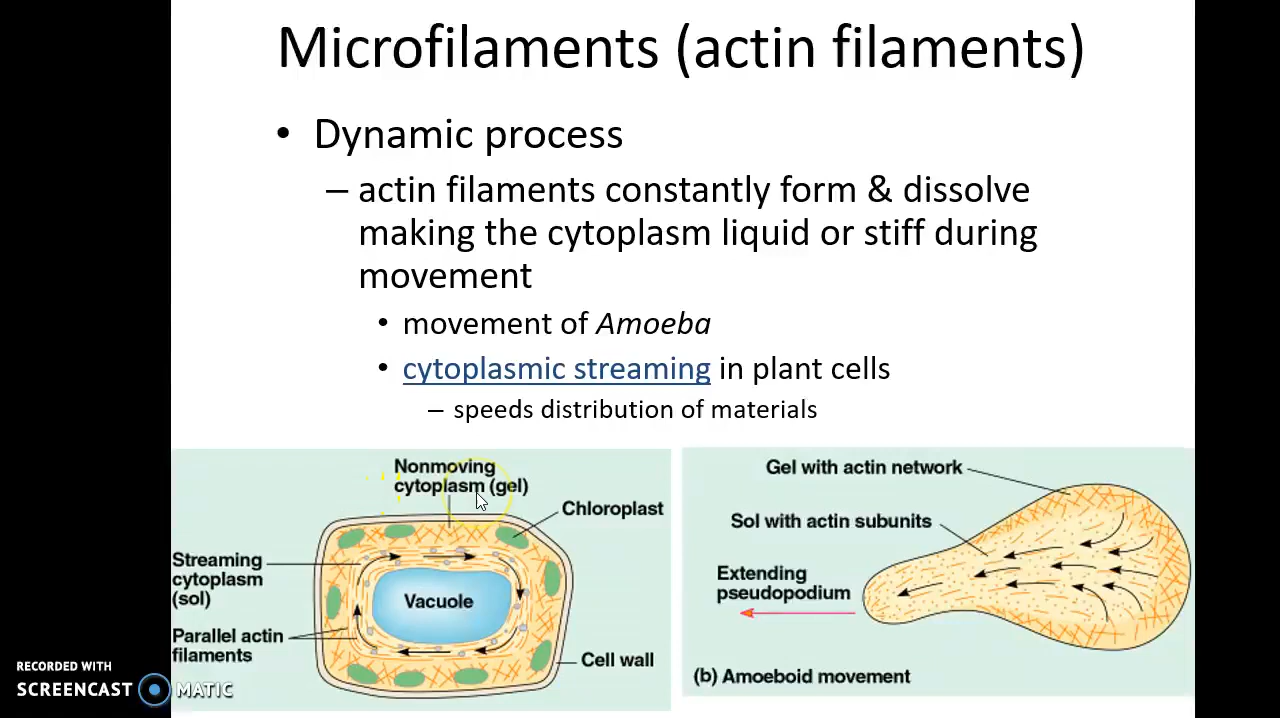 Microfilaments (actin filaments)
• Dynamic process
– actin filaments constantly form & dissolve
making the cytoplasm liquid or stiff during
movement
• movement of Amoeba
• cytoplasmic streaming in plant cells
– speeds distribution of materials
Nonmoving
cytoplasm (gel)
Chloroplast
Streaming
cytoplasm
(sol)
Vacuole
Parallel actin
filaments
Cell wall
Gel with actin network
Sol with actin subunits
Extending
pseudopodium
(b) Amoeboid movement
RECORDED WITH
SCREENCAST MATIC